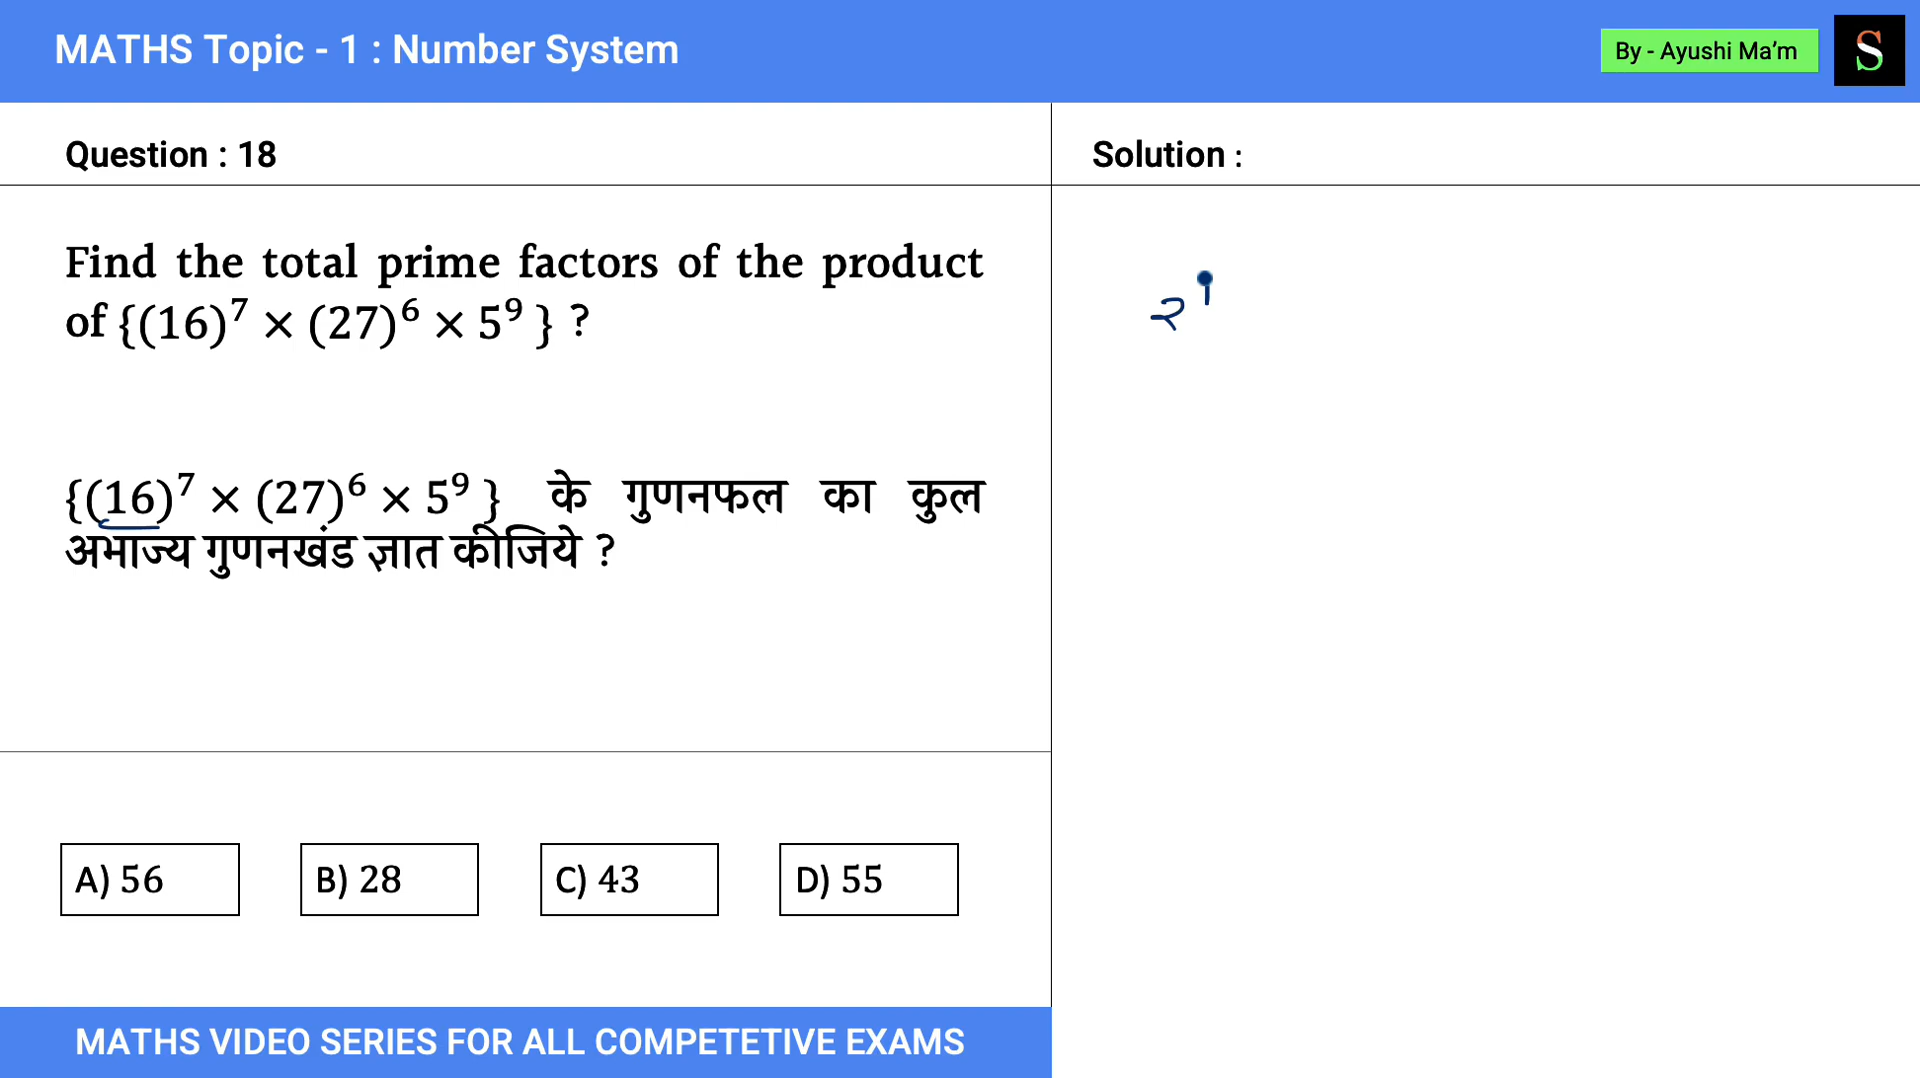 MATHS Topic - 1 : Number System
By - Ayushi Ma’m
S
Question : 18
Solution :
Find the total prime factors of the product
of {(16)⁷ × (27)⁶ × 5⁹ } ?
{(16)⁷ × (27)⁶ × 5⁹ } के गुणनफल का कुल
अभाज्य गुणनखंड ज्ञात कीजिये ?
2
A) 56
B) 28
C) 43
D) 55
MATHS VIDEO SERIES FOR ALL COMPETETIVE EXAMS